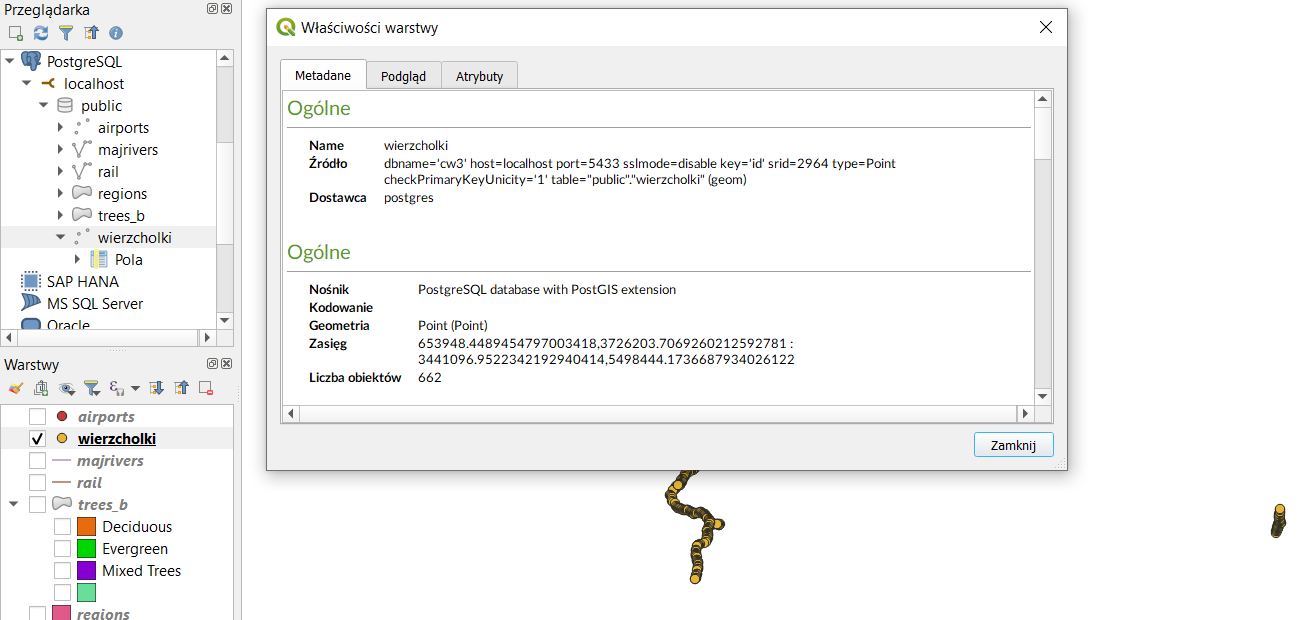 Przeglądarka
PostgreSQL
localhost
public
airports
majrivers
rail
regions
trees_b
wierzcholki
Pola
SAP HANA
MS SQL Server
Oracle
Warstwy
airports
wierzcholki
majrivers
rail
trees_b
Deciduous
Evergreen
Mixed Trees
regions
Właściwości warstwy
Metadane Podgląd Atrybuty
Ogólne
Name wierzcholki
Źródło dbname='cw3' host=localhost port=5433 sslmode=disable key='id' srid=2964 type=Point
checkPrimaryKeyUnicity='1' table="public"."wierzcholki" (geom)
Dostawca postgres
Ogólne
Nośnik PostgreSQL database with PostGIS extension
Kodowanie
Geometria Point (Point)
Zasięg 653948.4489454797003418,3726203.7069260212592781 :
3441096.9522342192940414,5498444.1736687934026122
Liczba obiektów 662
Zamknij